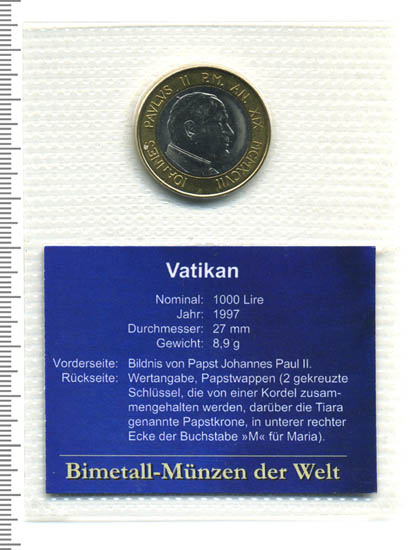 IOANNES PAVLVS II P.M. AN. XIX MCMXCVII
Vatikan
Nominal: 1000 Lire
Jahr: 1997
Durchmesser: 27 mm
Gewicht: 8,9 g
Vorderseite: Bildnis von Papst Johannes Paul II.
Rückseite: Wertangabe, Papstwappen (2 gekreuzte
Schlüssel, die von einer Kordel zusam-
mengehalten werden, darüber die Tiara
genannte Papstkrone, in unterer rechter
Ecke der Buchstabe »M« für Maria).
Bimetall-Münzen der Welt